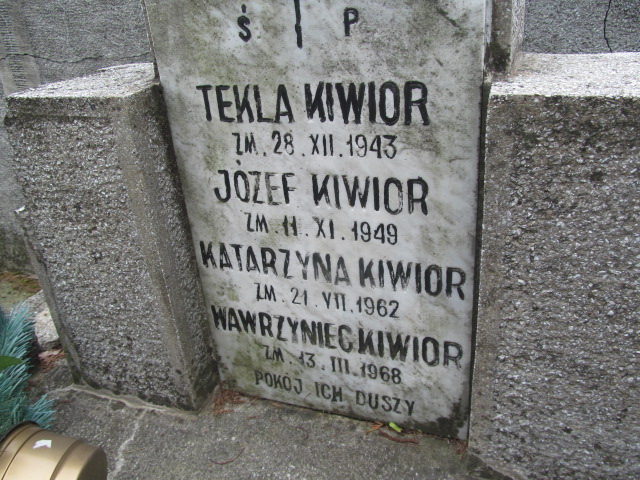 Ś P
TEKLA KIWIOR
ZM. 28. XII. 1943
JÓZEF KIWIOR
ZM. 11. XI. 1949
KATARZYNA KIWIOR
ZM. 21. VII. 1962
WAWRZYNIEC KIWIOR
ZM. 13. III. 1968
POKÓJ ICH DUSZY